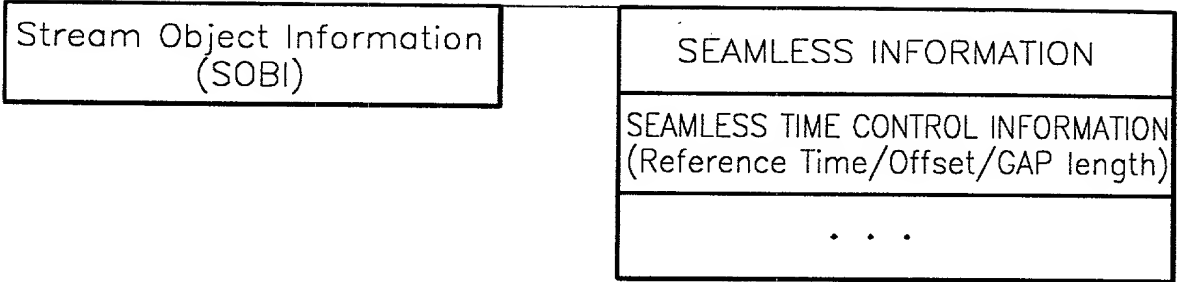 Stream Object Information
(SOBI)
SEAMLESS INFORMATION
SEAMLESS TIME CONTROL INFORMATION
(Reference Time/Offset/GAP length)
. . .